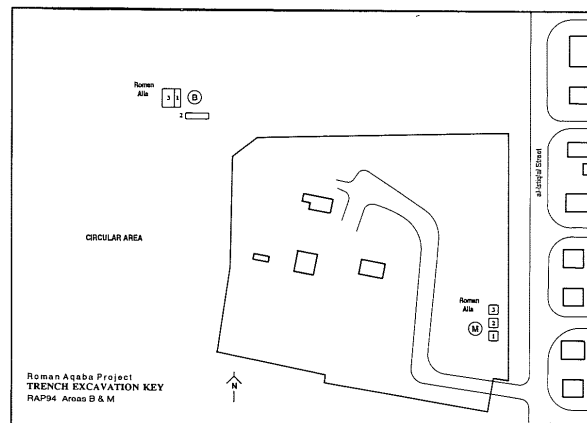 Roman
Aila
3 1
B
2
al-Istiqlal Street
CIRCULAR AREA
Roman
Aila
3
M
2
1
Roman Aqaba Project
TRENCH EXCAVATION KEY
RAP94 Areas B & M
N